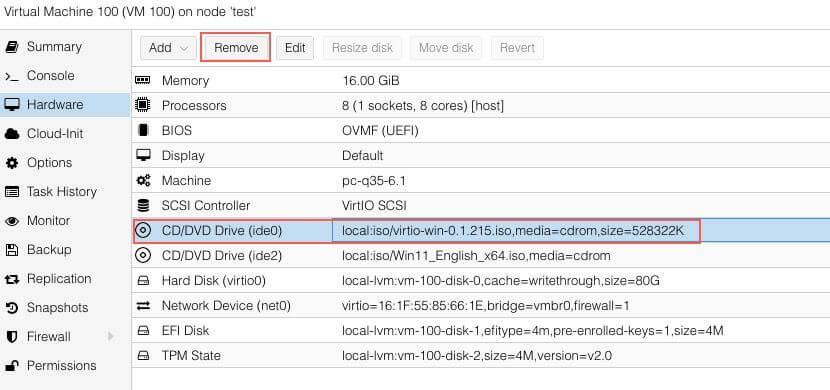 Virtual Machine 100 (VM 100) on node 'test'
Summary
Console
Hardware
Cloud-Init
Options
Task History
Monitor
Backup
Replication
Snapshots
Firewall
Permissions
Add Remove Edit Resize disk Move disk Revert
Memory 16.00 GiB
Processors 8 (1 sockets, 8 cores) [host]
BIOS OVMF (UEFI)
Display Default
Machine pc-q35-6.1
SCSI Controller VirtIO SCSI
CD/DVD Drive (ide0) local:iso/virtio-win-0.1.215.iso,media=cdrom,size=528322K
CD/DVD Drive (ide2) local:iso/Win11_English_x64.iso,media=cdrom
Hard Disk (virtio0) local-lvm:vm-100-disk-0,cache=writethrough,size=80G
Network Device (net0) virtio=16:1F:55:85:66:1E,bridge=vmbr0,firewall=1
EFI Disk local-lvm:vm-100-disk-1,efitype=4m,pre-enrolled-keys=1,size=4M
TPM State local-lvm:vm-100-disk-2,size=4M,version=v2.0